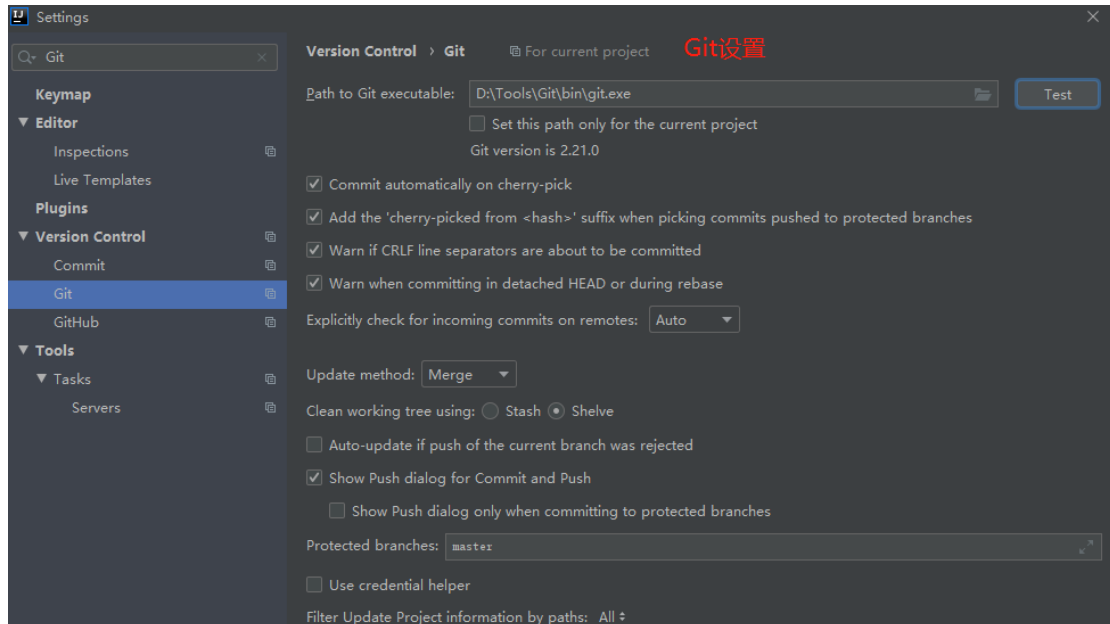 Settings
Git
Keymap
Editor
Inspections
Live Templates
Plugins
Version Control
Commit
Git
GitHub
Tools
Tasks
Servers
Version Control › Git For current project Git设置
Path to Git executable: D:\Tools\Git\bin\git.exe Test
Set this path only for the current project
Git version is 2.21.0
Commit automatically on cherry-pick
Add the 'cherry-picked from <hash>' suffix when picking commits pushed to protected branches
Warn if CRLF line separators are about to be committed
Warn when committing in detached HEAD or during rebase
Explicitly check for incoming commits on remotes: Auto
Update method: Merge
Clean working tree using: Stash Shelve
Auto-update if push of the current branch was rejected
Show Push dialog for Commit and Push
Show Push dialog only when committing to protected branches
Protected branches: master
Use credential helper
Filter Update Project information by paths: All